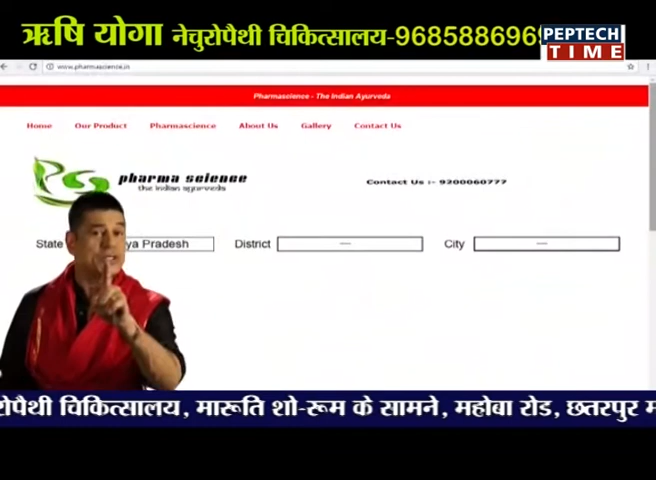 ऋषि योगा नेचुरोपैथी चिकित्सालय-968588696
PEPTECH
TIME
www.pharmascience.in
Pharmascience - The Indian Ayurveda
Home Our Product Pharmascience About Us Gallery Contact Us
pharma science
the indian ayurveda
Contact Us :- 9200060777
State ya Pradesh District --- City ---
रोपैथी चिकित्सालय, मारूति शो-रूम के सामने, महोबा रोड, छतरपुर म